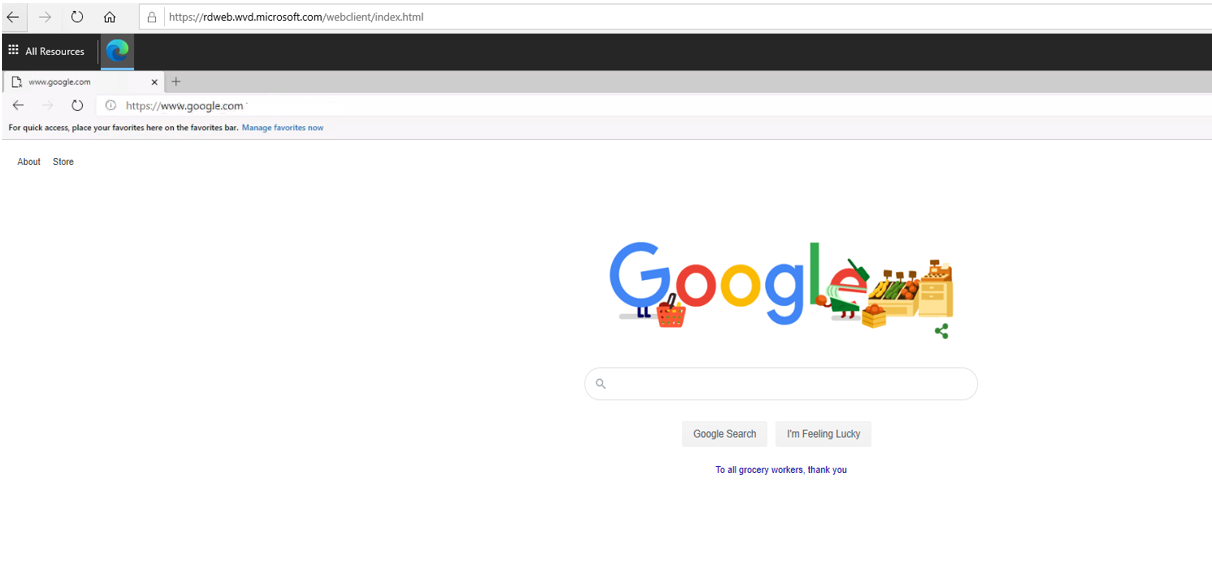 https://rdweb.wvd.microsoft.com/webclient/index.html
All Resources
www.google.com
https://www.google.com
For quick access, place your favorites here on the favorites bar. Manage favorites now
About Store
Google
Google Search I'm Feeling Lucky
To all grocery workers, thank you